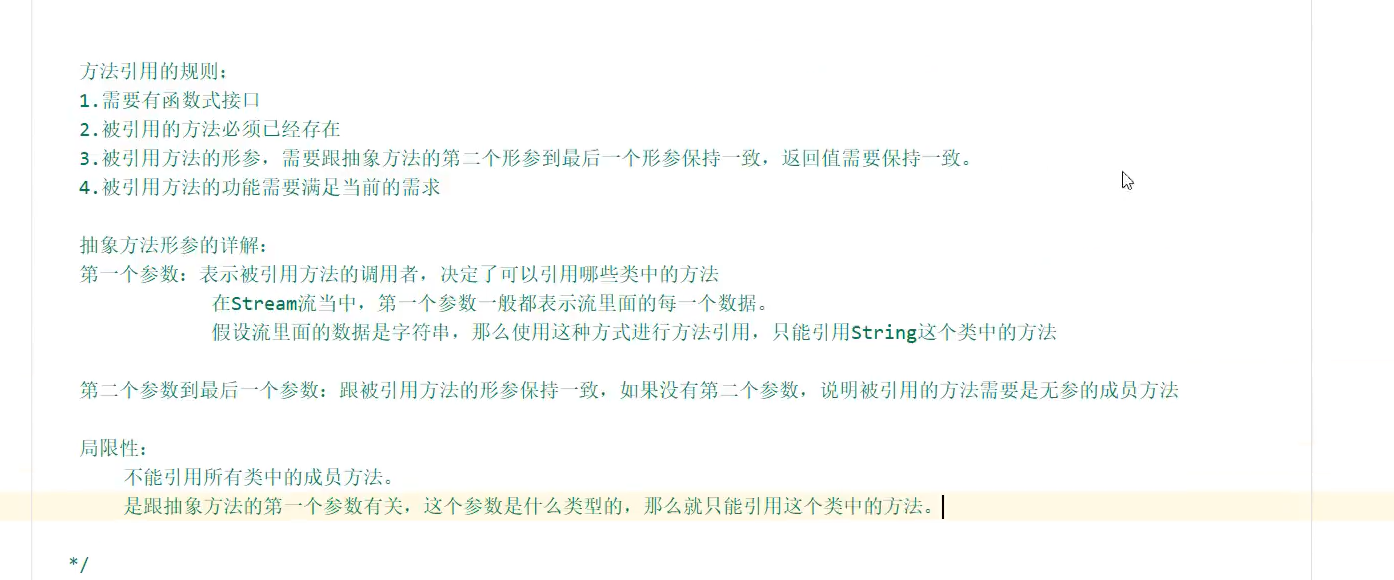 方法引用的规则：
1.需要有函数式接口
2.被引用的方法必须已经存在
3.被引用方法的形参，需要跟抽象方法的第二个形参到最后一个形参保持一致，返回值需要保持一致。
4.被引用方法的功能需要满足当前的需求
抽象方法形参的详解：
第一个参数：表示被引用方法的调用者，决定了可以引用哪些类中的方法
在Stream流当中，第一个参数一般都表示流里面的每一个数据。
假设流里面的数据是字符串，那么使用这种方式进行方法引用，只能引用String这个类中的方法
第二个参数到最后一个参数：跟被引用方法的形参保持一致，如果没有第二个参数，说明被引用的方法需要是无参的成员方法
局限性：
不能引用所有类中的成员方法。
是跟抽象方法的第一个参数有关，这个参数是什么类型的，那么就只能引用这个类中的方法。
*/